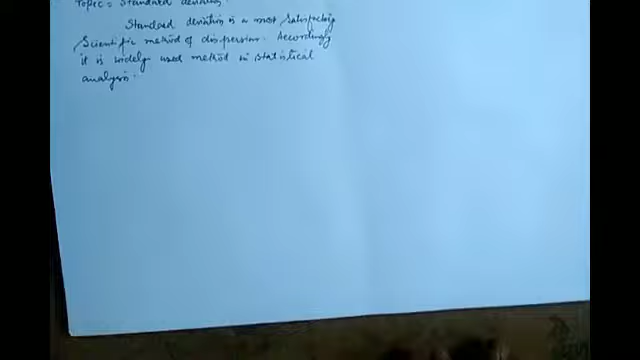 Topic = Standard deviation.
Standard deviation is a most satisfactory
Scientific method of dispersion. Accordingly
it is widely used method in statistical
analysis.